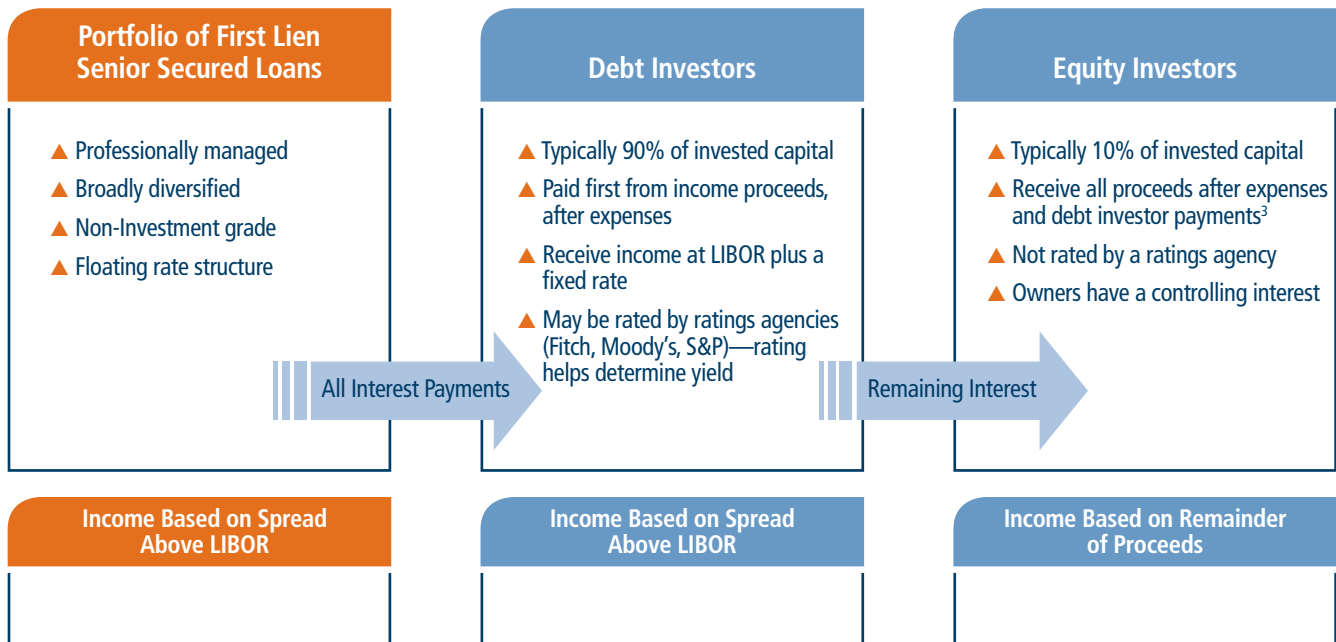 Portfolio of First Lien
Senior Secured Loans
▲ Professionally managed
▲ Broadly diversified
▲ Non-Investment grade
▲ Floating rate structure
All Interest Payments
Debt Investors
▲ Typically 90% of invested capital
▲ Paid first from income proceeds,
after expenses
▲ Receive income at LIBOR plus a
fixed rate
▲ May be rated by ratings agencies
(Fitch, Moody's, S&P)—rating
helps determine yield
Remaining Interest
Equity Investors
▲ Typically 10% of invested capital
▲ Receive all proceeds after expenses
and debt investor payments³
▲ Not rated by a ratings agency
▲ Owners have a controlling interest
Income Based on Spread
Above LIBOR
Income Based on Spread
Above LIBOR
Income Based on Remainder
of Proceeds